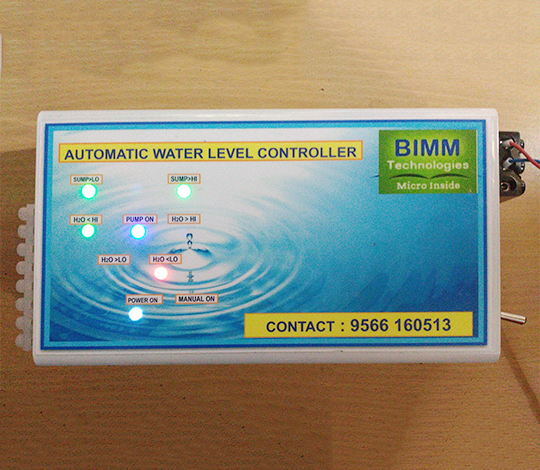 AUTOMATIC WATER LEVEL CONTROLLER
BIMM
Technologies
Micro Inside
SUMP>LO
SUMP>HI
H2O < HI
PUMP ON
H2O > HI
H2O >LO
H2O <LO
POWER ON
MANUAL ON
CONTACT : 9566 160513